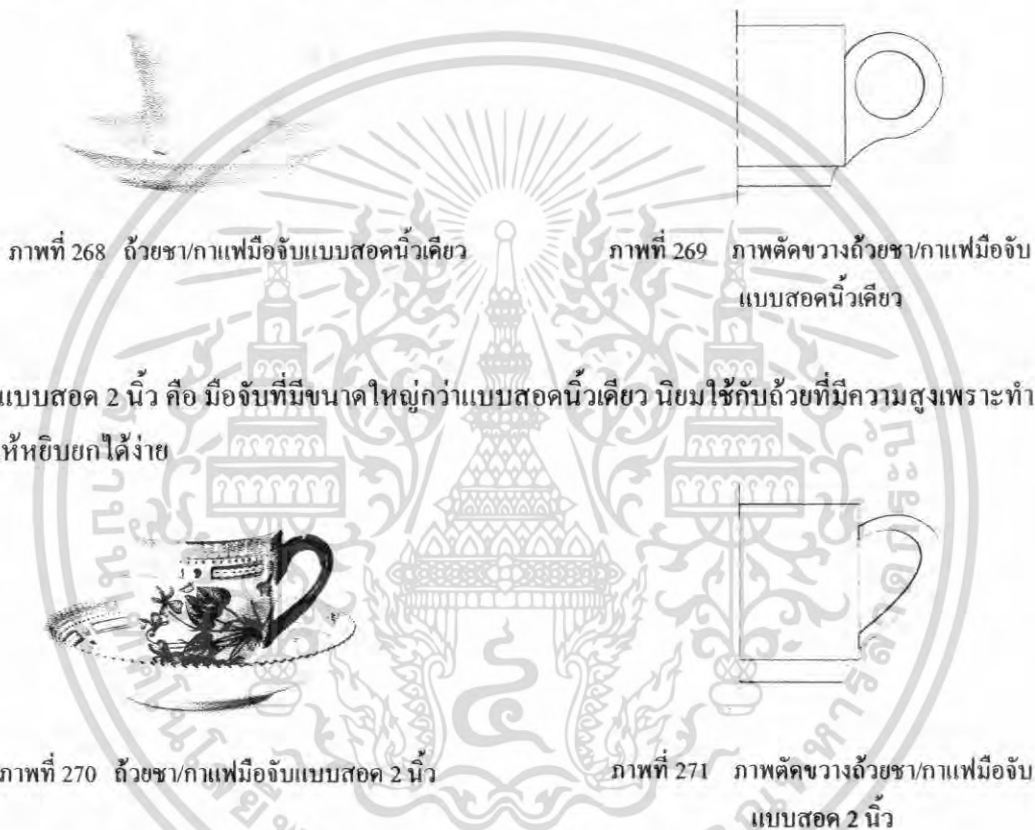 ภาพที่ 268 ถ้วยชา/กาแฟมือจับแบบสอดนิ้วเดียว
ภาพที่ 269 ภาพตัดขวางถ้วยชา/กาแฟมือจับ
แบบสอดนิ้วเดียว
แบบสอด 2 นิ้ว คือ มือจับที่มีขนาดใหญ่กว่าแบบสอดนิ้วเดียว นิยมใช้กับถ้วยที่มีความสูงเพราะทำ
ให้หยิบยกได้ง่าย
ภาพที่ 270 ถ้วยชา/กาแฟมือจับแบบสอด 2 นิ้ว
ภาพที่ 271 ภาพตัดขวางถ้วยชา/กาแฟมือจับ
แบบสอด 2 นิ้ว